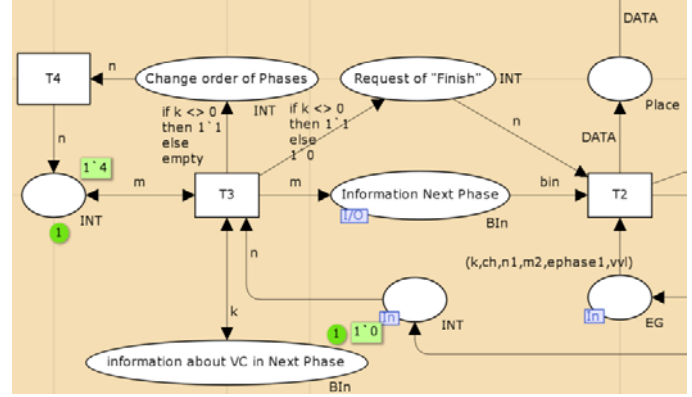 DATA
T4
n
Change order of Phases
INT
Request of "Finish"
INT
Place
if k <> 0
then 1`1
else
empty
if k <> 0
then 1`1
else
1`0
n
DATA
n
1`4
m
T3
m
Information Next Phase
I/O
BIn
bin
T2
INT
1
n
(k,ch,n1,m2,ephase1,vvl)
k
In
INT
1
1`0
In
EG
information about VC in Next Phase
BIn